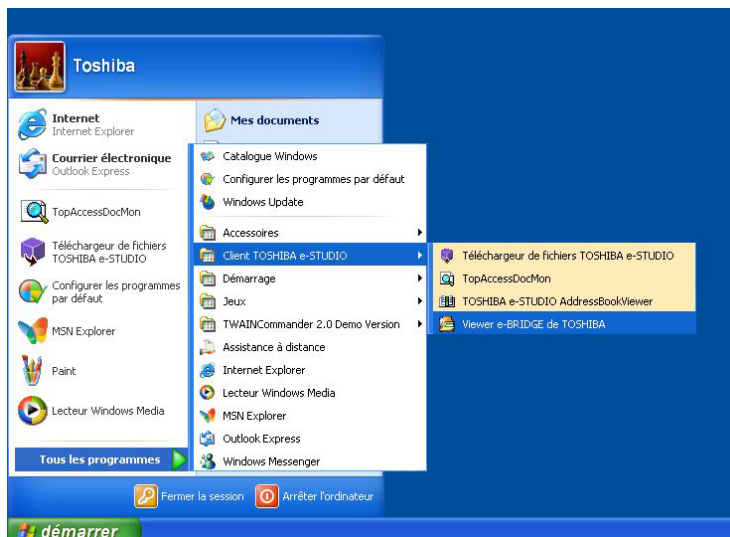 Toshiba
Internet
Internet Explorer
Courrier électronique
Outlook Express
TopAccessDocMon
Téléchargeur de fichiers
TOSHIBA e-STUDIO
Configurer les programmes
par défaut
MSN Explorer
Paint
Lecteur Windows Media
Tous les programmes
Mes documents
Catalogue Windows
Configurer les programmes par défaut
Windows Update
Accessoires
Client TOSHIBA e-STUDIO
Démarrage
Jeux
TWAINCommander 2.0 Demo Version
Assistance à distance
Internet Explorer
Lecteur Windows Media
MSN Explorer
Outlook Express
Windows Messenger
Téléchargeur de fichiers TOSHIBA e-STUDIO
TopAccessDocMon
TOSHIBA e-STUDIO AddressBookViewer
Viewer e-BRIDGE de TOSHIBA
Fermer la session
Arrêter l'ordinateur
démarrer